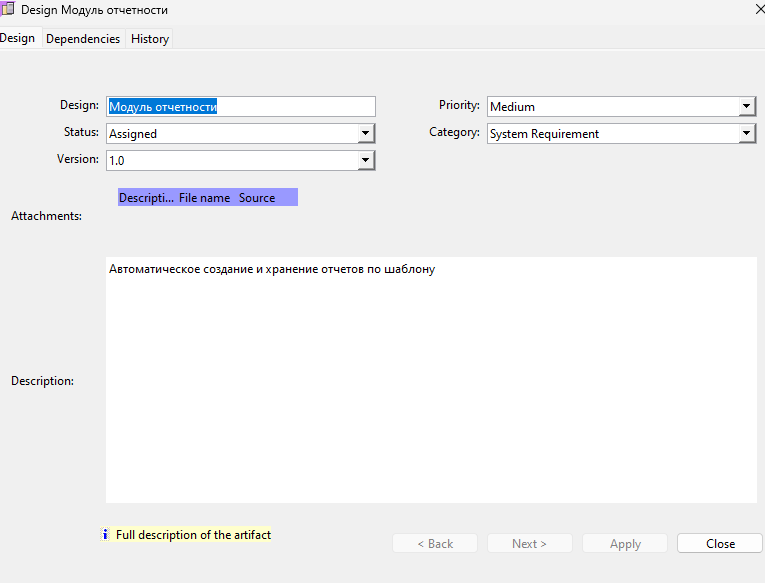 Design Модуль отчетности
Design Dependencies History
Design: Модуль отчетности Priority: Medium
Status: Assigned Category: System Requirement
Version: 1.0
Descripti... File name Source
Attachments:
Автоматическое создание и хранение отчетов по шаблону
Description:
Full description of the artifact
< Back Next > Apply Close